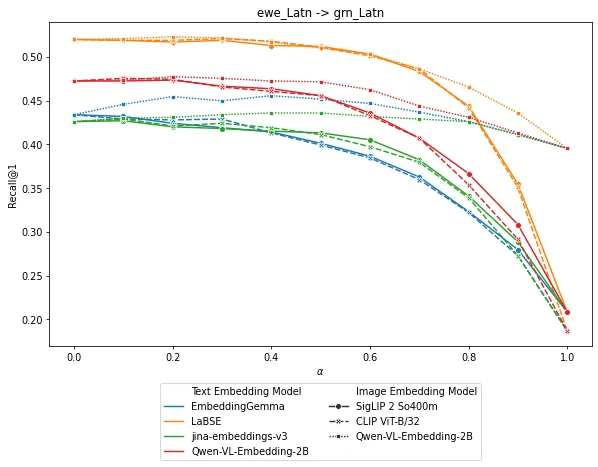 ewe_Latn -> grn_Latn
Recall@1
0.50
0.45
0.40
0.35
0.30
0.25
0.20
0.0 0.2 0.4 0.6 0.8 1.0
α
Text Embedding Model
EmbeddingGemma
LaBSE
jina-embeddings-v3
Qwen-VL-Embedding-2B
Image Embedding Model
SigLIP 2 So400m
CLIP ViT-B/32
Qwen-VL-Embedding-2B